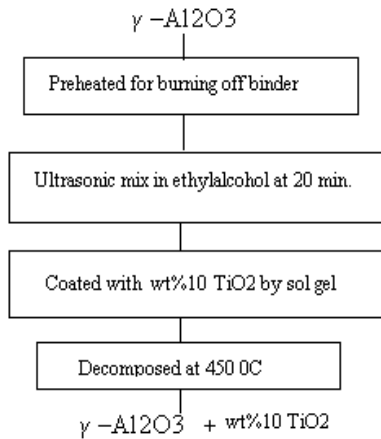 γ –A12O3
Preheated for burning off binder
Ultrasonic mix in ethylalcohol at 20 min.
Coated with wt%10 TiO2 by sol gel
Decomposed at 450 0C
γ –A12O3 + wt%10 TiO2